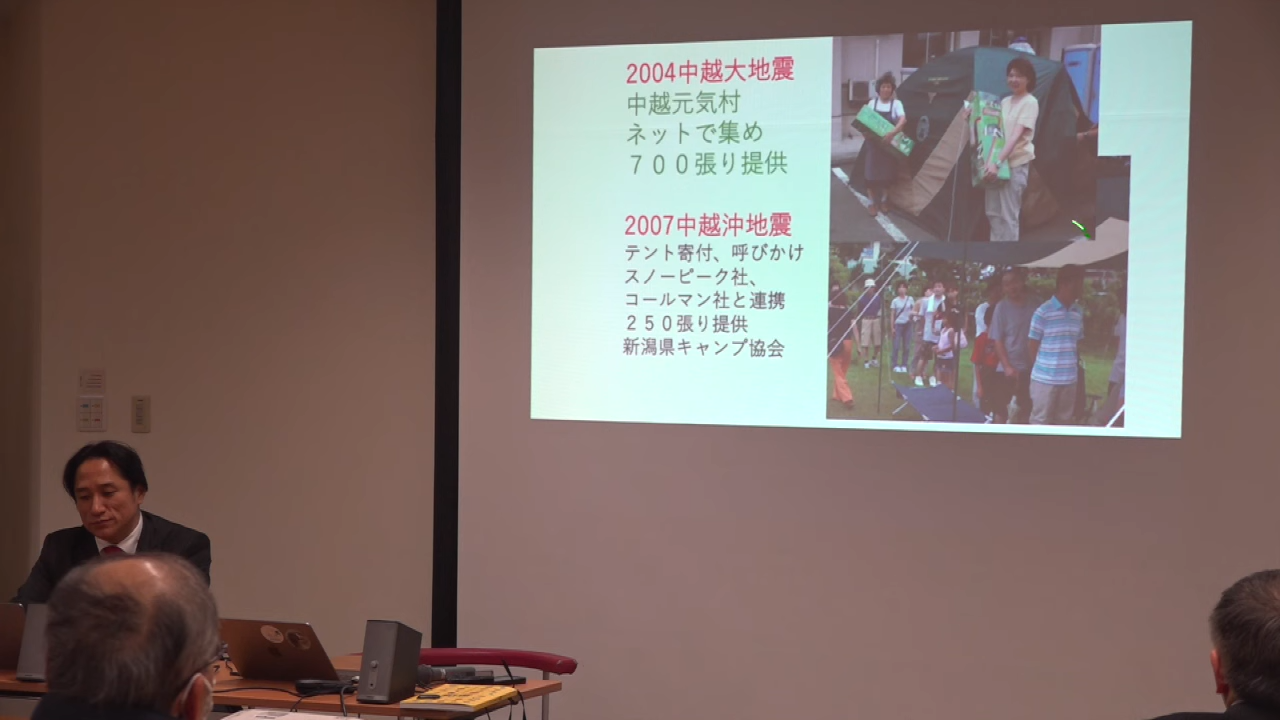 2004中越大地震
中越元気村
ネットで集め
７００張り提供
2007中越沖地震
テント寄付、呼びかけ
スノーピーク社、
コールマン社と連携
２５０張り提供
新潟県キャンプ協会